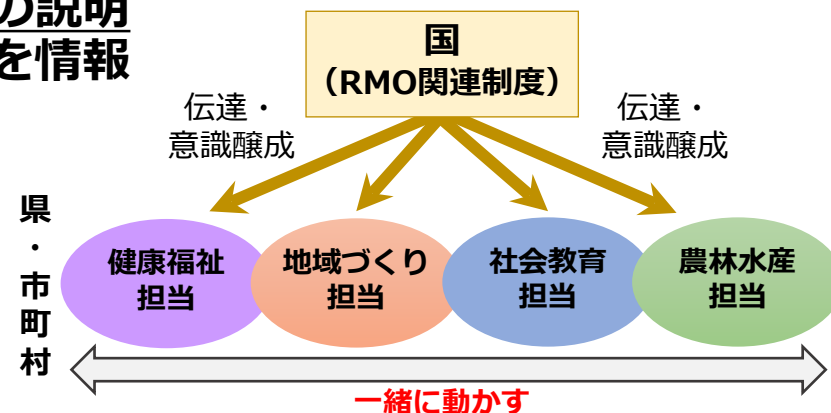 の説明
を情報
国
（RMO関連制度）
伝達・
意識醸成
伝達・
意識醸成
県・市町村
健康福祉
担当
地域づくり
担当
社会教育
担当
農林水産
担当
一緒に動かす